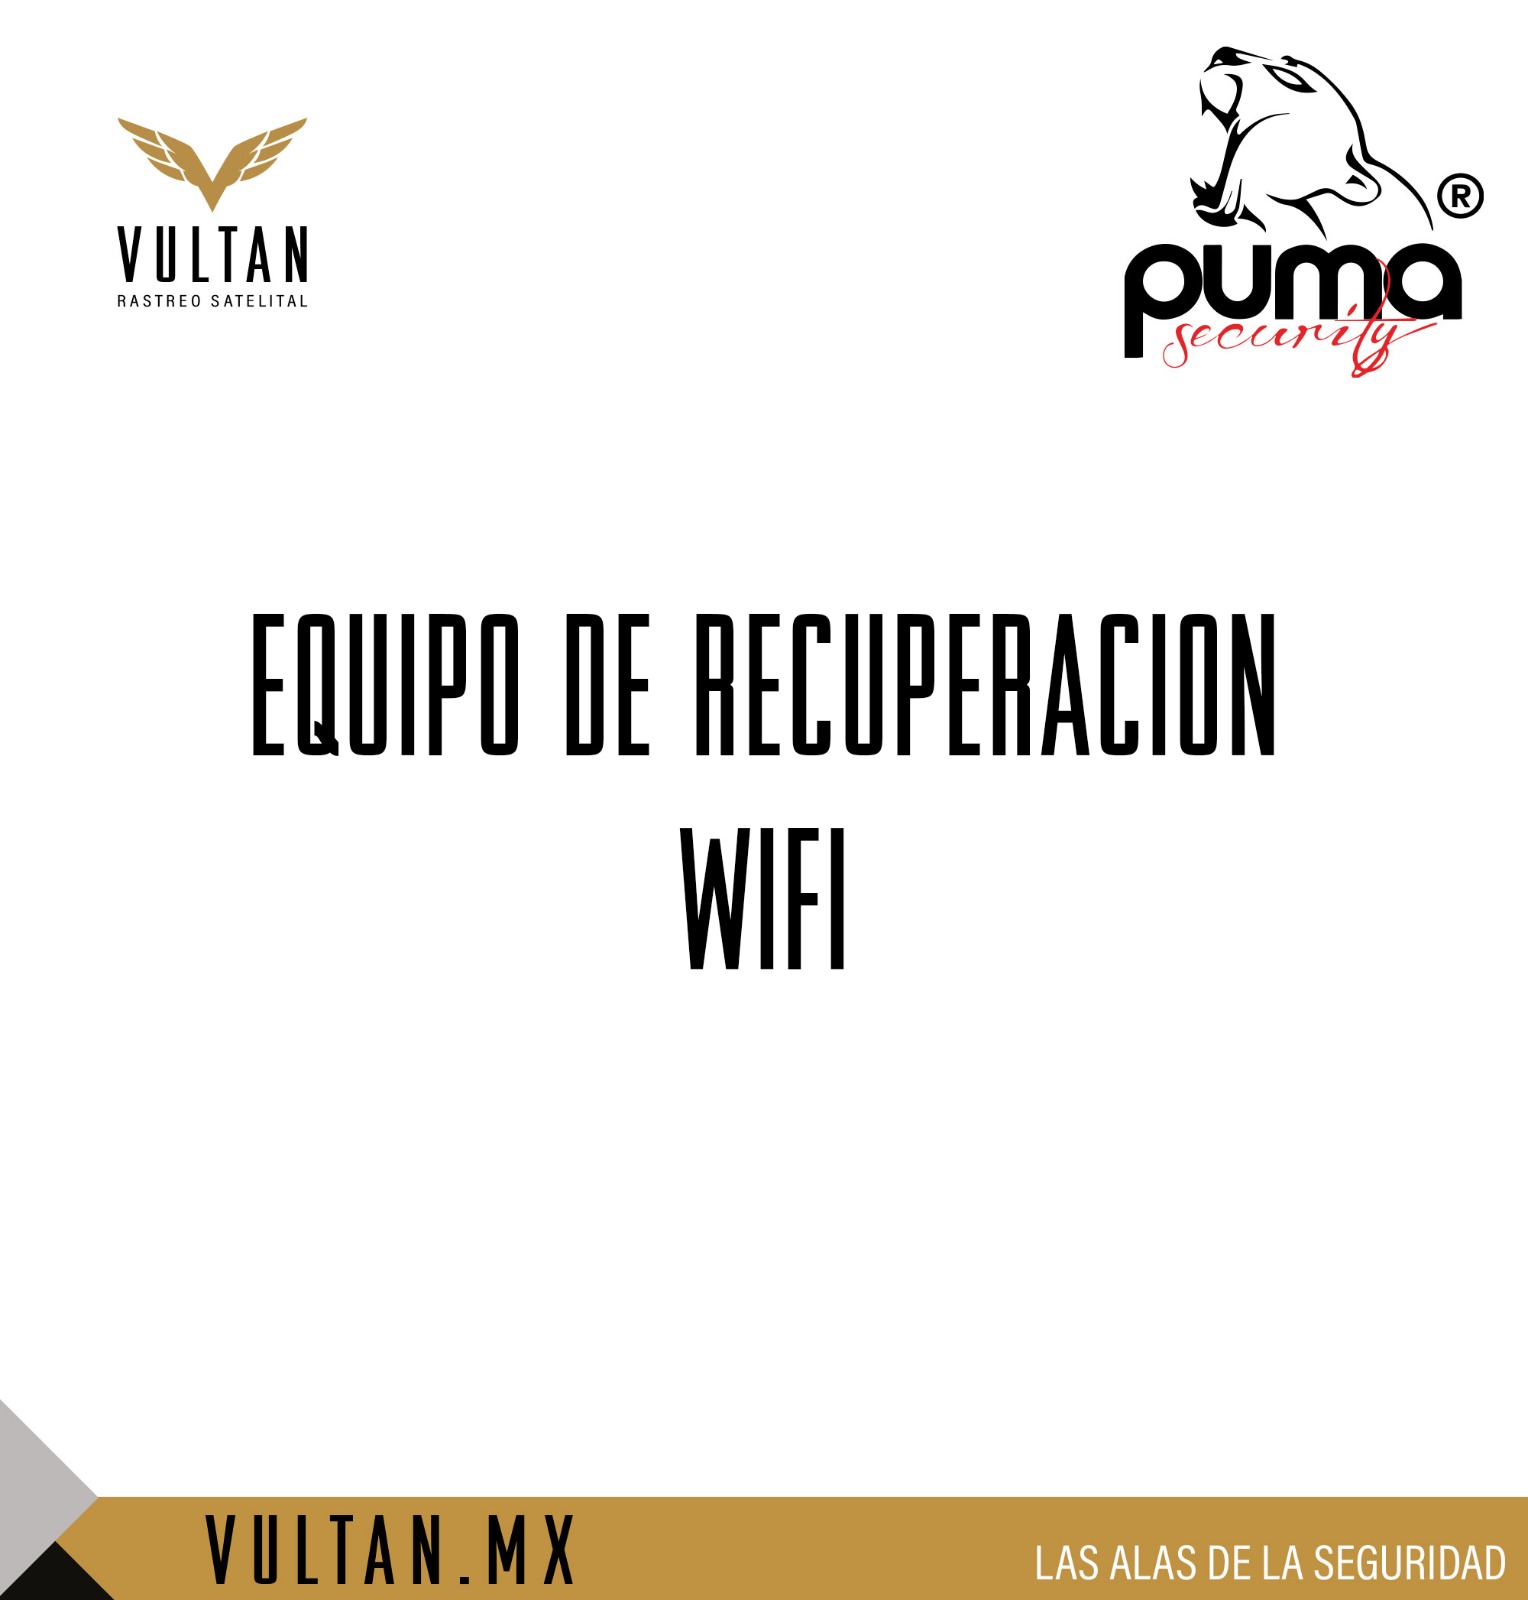 VULTAN
RASTREO SATELITAL
®
puma
security
EQUIPO DE RECUPERACION
WIFI
VULTAN.MX
LAS ALAS DE LA SEGURIDAD